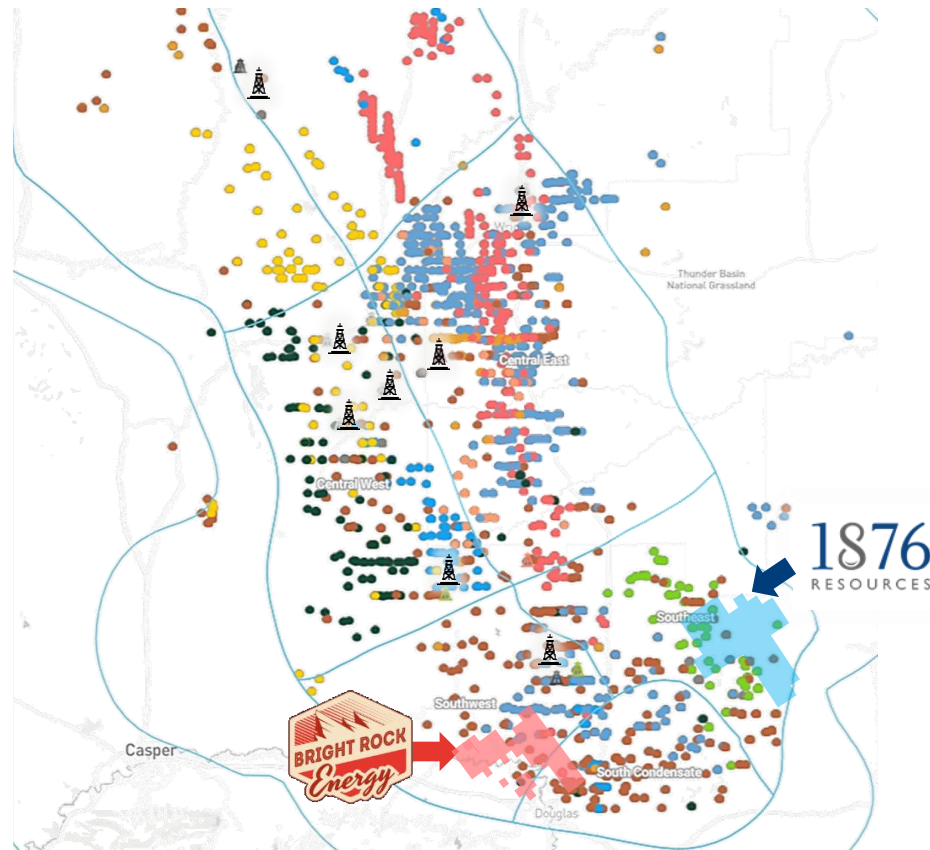 Wri
Thunder Basin
National Grassland
Central East
Central West
1876
RESOURCES
Southeast
Southwest
BRIGHT ROCK
Energy
Casper
South Condensate
Douglas